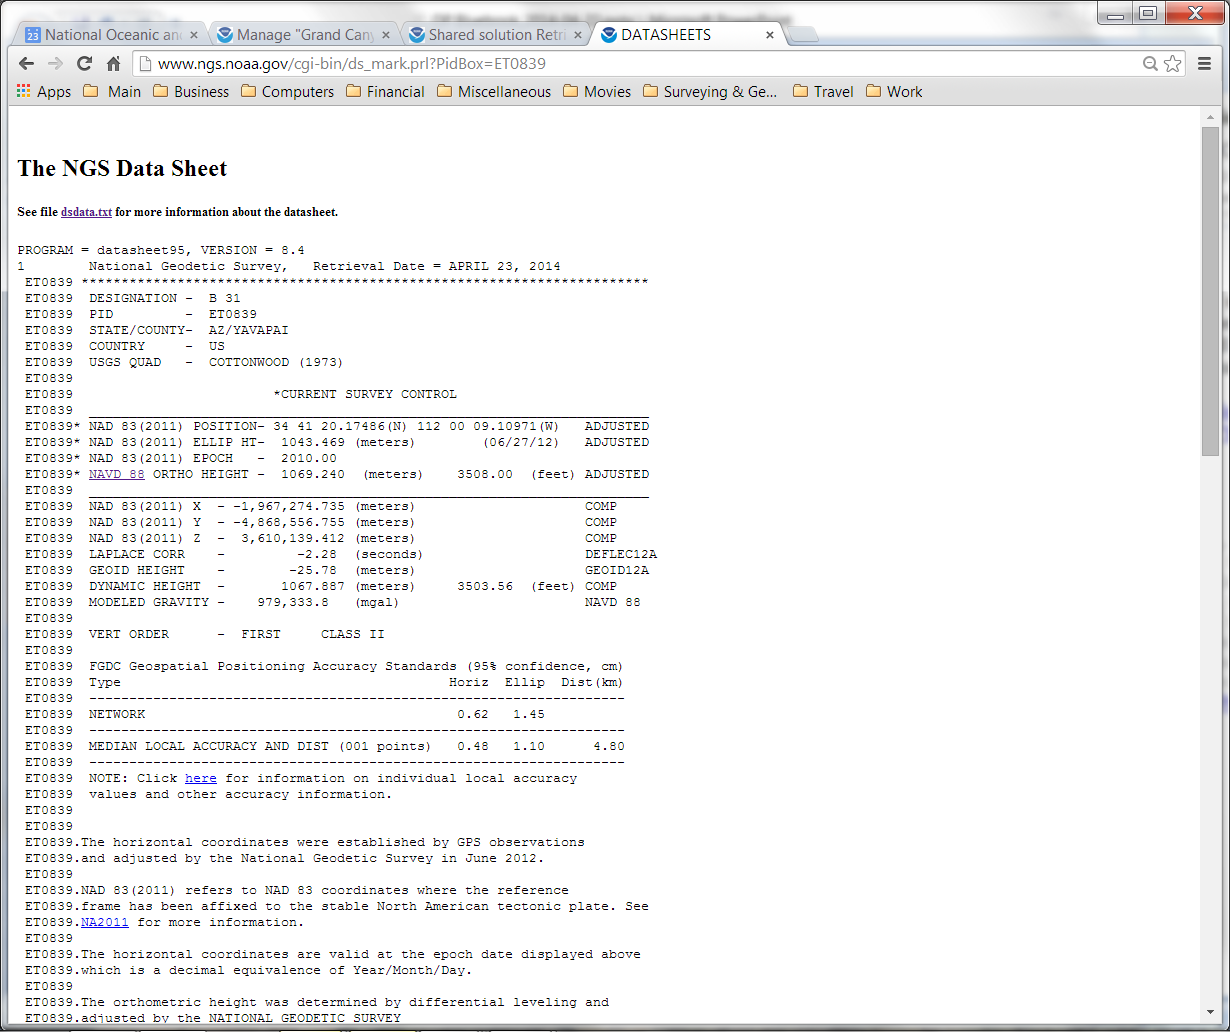 National Oceanic an
Manage "Grand Can
Shared solution Retri
DATASHEETS
www.ngs.noaa.gov/cgi-bin/ds_mark.prl?PidBox=ET0839
Apps Main Business Computers Financial Miscellaneous Movies Surveying & Ge... Travel Work
The NGS Data Sheet
See file dsdata.txt for more information about the datasheet.
PROGRAM = datasheet95, VERSION = 8.4
1 National Geodetic Survey, Retrieval Date = APRIL 23, 2014
ET0839 ***********************************************************************
ET0839 DESIGNATION - B 31
ET0839 PID - ET0839
ET0839 STATE/COUNTY- AZ/YAVAPAI
ET0839 COUNTRY - US
ET0839 USGS QUAD - COTTONWOOD (1973)
ET0839
ET0839 *CURRENT SURVEY CONTROL
ET0839 ______________________________________________________________________
ET0839* NAD 83(2011) POSITION- 34 41 20.17486(N) 112 00 09.10971(W) ADJUSTED
ET0839* NAD 83(2011) ELLIP HT- 1043.469 (meters) (06/27/12) ADJUSTED
ET0839* NAD 83(2011) EPOCH - 2010.00
ET0839* NAVD 88 ORTHO HEIGHT - 1069.240 (meters) 3508.00 (feet) ADJUSTED
ET0839 ______________________________________________________________________
ET0839 NAD 83(2011) X - -1,967,274.735 (meters) COMP
ET0839 NAD 83(2011) Y - -4,868,556.755 (meters) COMP
ET0839 NAD 83(2011) Z - 3,610,139.412 (meters) COMP
ET0839 LAPLACE CORR - -2.28 (seconds) DEFLEC12A
ET0839 GEOID HEIGHT - -25.78 (meters) GEOID12A
ET0839 DYNAMIC HEIGHT - 1067.887 (meters) 3503.56 (feet) COMP
ET0839 MODELED GRAVITY - 979,333.8 (mgal) NAVD 88
ET0839
ET0839 VERT ORDER - FIRST CLASS II
ET0839
ET0839 FGDC Geospatial Positioning Accuracy Standards (95% confidence, cm)
ET0839 Type Horiz Ellip Dist(km)
ET0839 -------------------------------------------------------------------
ET0839 NETWORK 0.62 1.45
ET0839 -------------------------------------------------------------------
ET0839 MEDIAN LOCAL ACCURACY AND DIST (001 points) 0.48 1.10 4.80
ET0839 -------------------------------------------------------------------
ET0839 NOTE: Click here for information on individual local accuracy
ET0839 values and other accuracy information.
ET0839
ET0839
ET0839.The horizontal coordinates were established by GPS observations
ET0839.and adjusted by the National Geodetic Survey in June 2012.
ET0839
ET0839.NAD 83(2011) refers to NAD 83 coordinates where the reference
ET0839.frame has been affixed to the stable North American tectonic plate. See
ET0839.NA2011 for more information.
ET0839
ET0839.The horizontal coordinates are valid at the epoch date displayed above
ET0839.which is a decimal equivalence of Year/Month/Day.
ET0839
ET0839.The orthometric height was determined by differential leveling and
ET0839.adjusted by the NATIONAL GEODETIC SURVEY